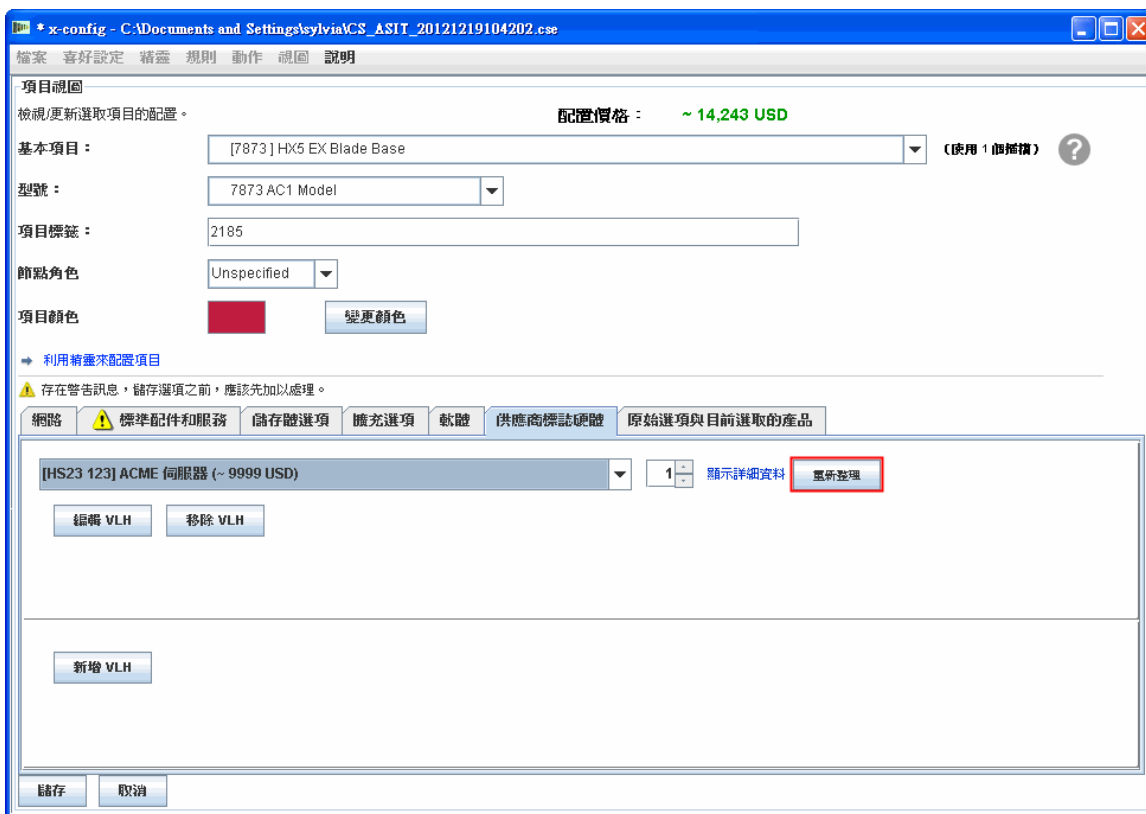 * x-config - C:\Documents and Settings\sylvia\CS_ASIT_20121219104202.cse
檔案 喜好設定 精靈 規則 動作 視圖 說明
項目視圖
檢視/更新選取項目的配置。 配置價格： ~ 14,243 USD
基本項目： [7873 ] HX5 EX Blade Base (使用 1 個插槽) ?
型號： 7873 AC1 Model
項目標籤： 2185
節點角色 Unspecified
項目顏色 變更顏色
利用精靈來配置項目
存在警告訊息，儲存選項之前，應該先加以處理。
網路 標準配件和服務 儲存體選項 擴充選項 軟體 供應商標誌硬體 原始選項與目前選取的產品
[HS23 123] ACME 伺服器 (~ 9999 USD) 1 顯示詳細資料 重新整理
編輯 VLH 移除 VLH
新增 VLH
儲存 取消